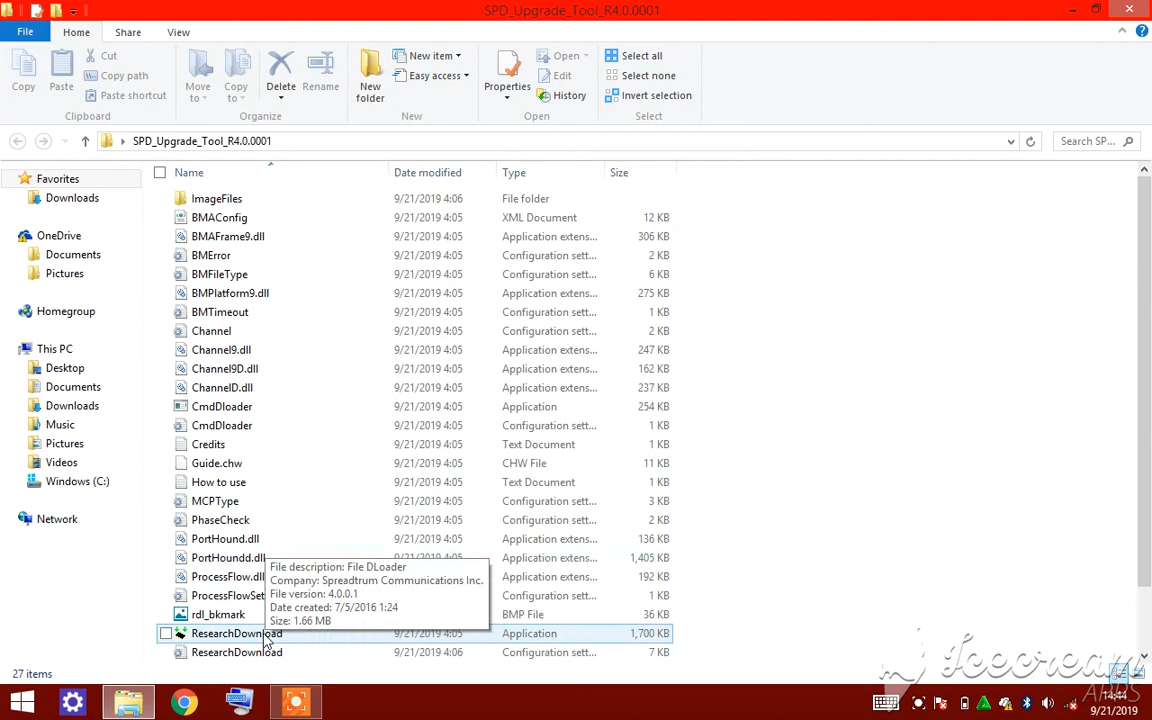 SPD_Upgrade_Tool_R4.0.0001
File
Home
Share
View
Copy
Paste
Cut
Copy path
Paste shortcut
Clipboard
Move to
Copy to
Delete
Rename
Organize
New folder
New item
Easy access
New
Properties
Open
Edit
History
Open
Select all
Select none
Invert selection
Select
SPD_Upgrade_Tool_R4.0.0001
Search SP...
Favorites
Downloads
OneDrive
Documents
Pictures
Homegroup
This PC
Desktop
Documents
Downloads
Music
Pictures
Videos
Windows (C:)
Network
Name Date modified Type Size
ImageFiles 9/21/2019 4:06 File folder
BMAConfig 9/21/2019 4:05 XML Document 12 KB
BMAFrame9.dll 9/21/2019 4:05 Application extens... 306 KB
BMError 9/21/2019 4:05 Configuration sett... 2 KB
BMFileType 9/21/2019 4:05 Configuration sett... 6 KB
BMPlatform9.dll 9/21/2019 4:05 Application extens... 275 KB
BMTimeout 9/21/2019 4:05 Configuration sett... 1 KB
Channel 9/21/2019 4:05 Configuration sett... 2 KB
Channel9.dll 9/21/2019 4:05 Application extens... 247 KB
Channel9D.dll 9/21/2019 4:05 Application extens... 162 KB
ChannelD.dll 9/21/2019 4:05 Application extens... 237 KB
CmdDloader 9/21/2019 4:05 Application 254 KB
CmdDloader 9/21/2019 4:05 Configuration sett... 1 KB
Credits 9/21/2019 4:05 Text Document 1 KB
Guide.chw 9/21/2019 4:05 CHW File 11 KB
How to use 9/21/2019 4:05 Text Document 1 KB
MCPType 9/21/2019 4:05 Configuration sett... 3 KB
PhaseCheck 9/21/2019 4:05 Configuration sett... 2 KB
PortHound.dll 9/21/2019 4:05 Application extens... 136 KB
PortHoundd.dll Application extens... 1,405 KB
ProcessFlow.dll Application extens... 192 KB
ProcessFlowSet Configuration sett... 1 KB
rdl_bkmark BMP File 36 KB
ResearchDownload 9/21/2019 4:05 Application 1,700 KB
ResearchDownload 9/21/2019 4:06 Configuration sett... 7 KB
File description: File DLoader
Company: Spreadtrum Communications Inc.
File version: 4.0.0.1
Date created: 7/5/2016 1:24
Size: 1.66 MB
27 items
Icecream
APPS
14:44
9/21/2019